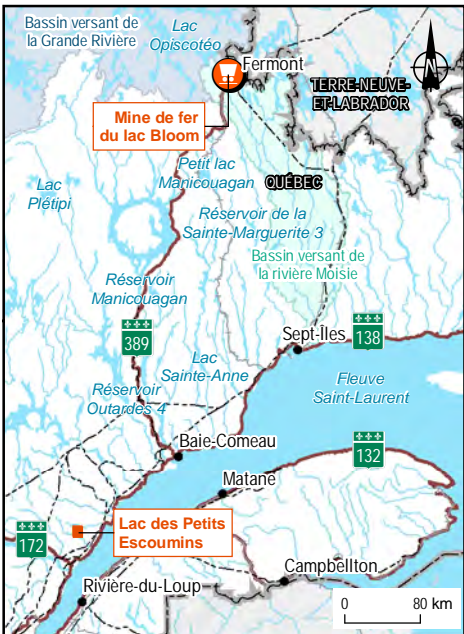 Bassin versant de
la Grande Rivière
Lac
Opiscotéo
Fermont
N
TERRE-NEUVE-
ET-LABRADOR
Mine de fer
du lac Bloom
Petit lac
Manicouagan
QUÉBEC
Lac
Plétipi
Réservoir de la
Sainte-Marguerite 3
Bassin versant de
la rivière Moisie
Réservoir
Manicouagan
389
Sept-Îles
138
Lac
Sainte-Anne
Fleuve
Saint-Laurent
Réservoir
Outardes 4
Baie-Comeau
132
Matane
Lac des Petits
Escoumins
172
Campbellton
Rivière-du-Loup
0 80 km